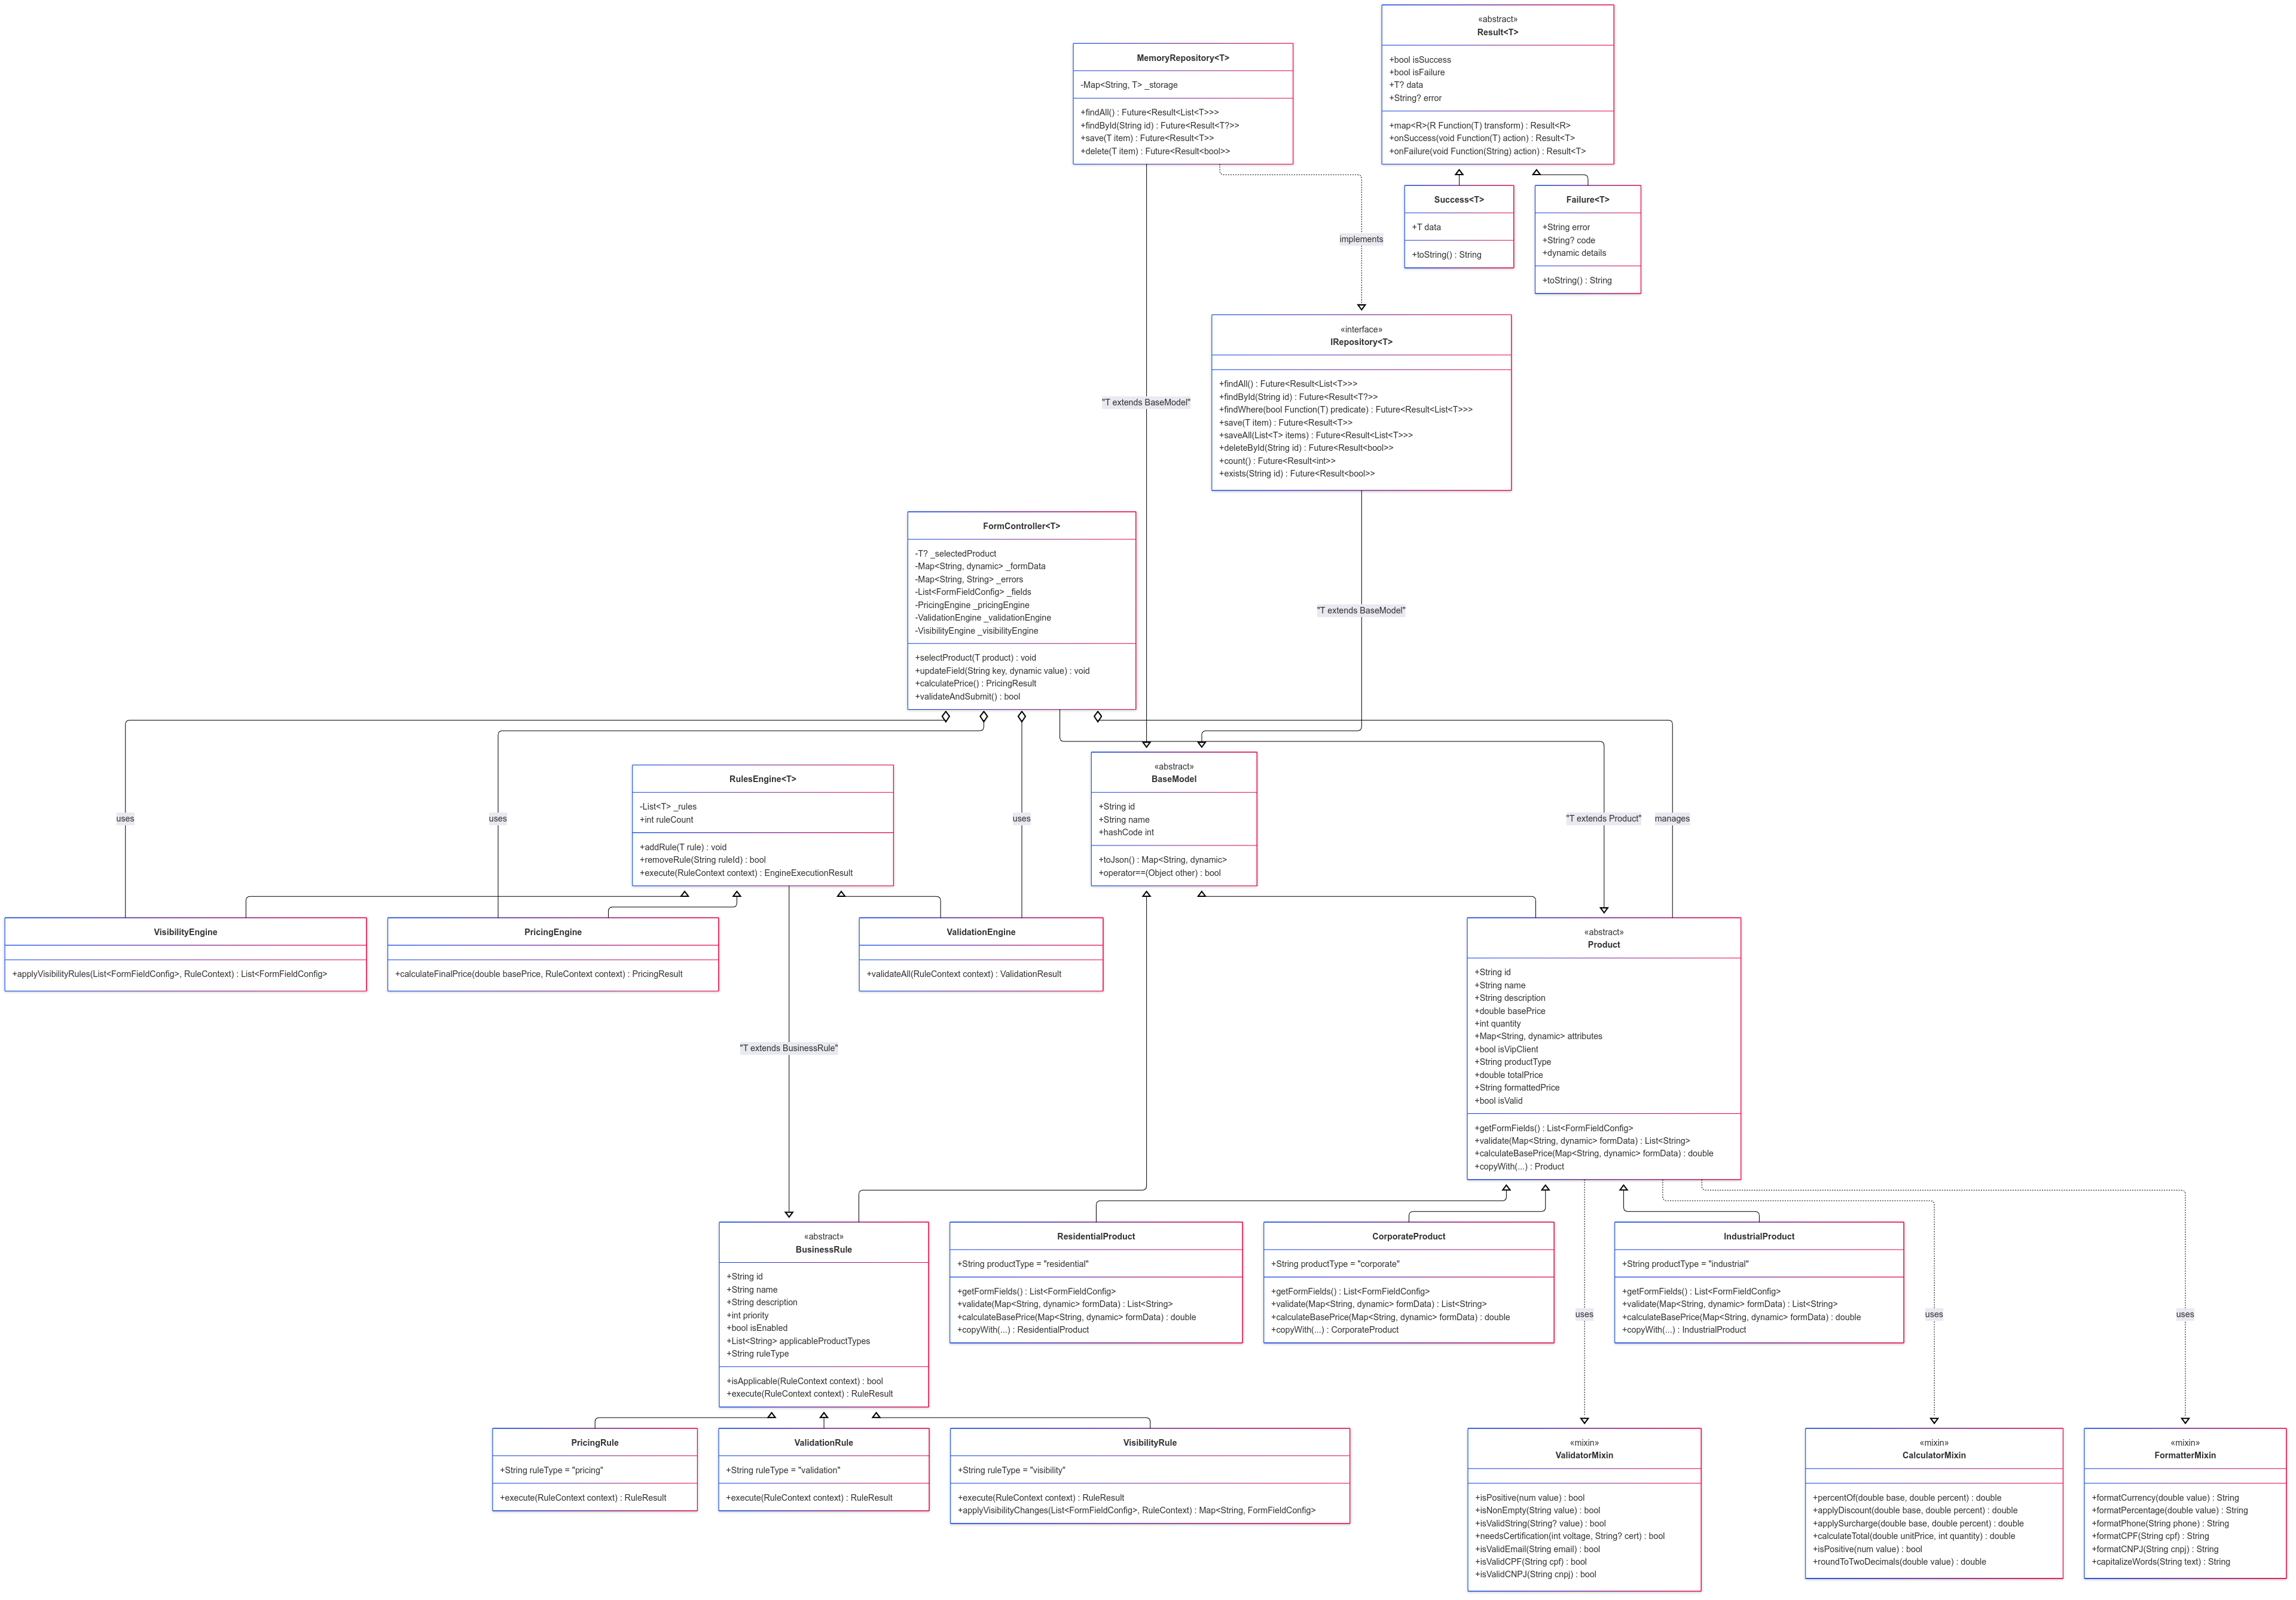 «abstract»
Result<T>
+bool isSuccess
+bool isFailure
+T? data
+String? error
+map<R>(R Function(T) transform) : Result<R>
+onSuccess(void Function(T) action) : Result<T>
+onFailure(void Function(String) action) : Result<T>
MemoryRepository<T>
-Map<String, T> _storage
+findAll() : Future<Result<List<T>>>
+findById(String id) : Future<Result<T?>>
+save(T item) : Future<Result<T>>
+delete(T item) : Future<Result<bool>>
Success<T>
+T data
+toString() : String
Failure<T>
+String error
+String? code
+dynamic details
+toString() : String
implements
«interface»
IRepository<T>
+findAll() : Future<Result<List<T>>>
+findById(String id) : Future<Result<T?>>
+findWhere(bool Function(T) predicate) : Future<Result<List<T>>>
+save(T item) : Future<Result<T>>
+saveAll(List<T> items) : Future<Result<List<T>>>
+deleteById(String id) : Future<Result<bool>>
+count() : Future<Result<int>>
+exists(String id) : Future<Result<bool>>
"T extends BaseModel"
"T extends BaseModel"
FormController<T>
-T? _selectedProduct
-Map<String, dynamic> _formData
-Map<String, String> _errors
-List<FormFieldConfig> _fields
-PricingEngine _pricingEngine
-ValidationEngine _validationEngine
-VisibilityEngine _visibilityEngine
+selectProduct(T product) : void
+updateField(String key, dynamic value) : void
+calculatePrice() : PricingResult
+validateAndSubmit() : bool
uses
uses
uses
"T extends Product"
manages
RulesEngine<T>
-List<T> _rules
+int ruleCount
+addRule(T rule) : void
+removeRule(String ruleId) : bool
+execute(RuleContext context) : EngineExecutionResult
«abstract»
BaseModel
+String id
+String name
+hashCode int
+toJson() : Map<String, dynamic>
+operator==(Object other) : bool
VisibilityEngine
+applyVisibilityRules(List<FormFieldConfig>, RuleContext) : List<FormFieldConfig>
PricingEngine
+calculateFinalPrice(double basePrice, RuleContext context) : PricingResult
ValidationEngine
+validateAll(RuleContext context) : ValidationResult
«abstract»
Product
+String id
+String name
+String description
+double basePrice
+int quantity
+Map<String, dynamic> attributes
+bool isVipClient
+String productType
+double totalPrice
+String formattedPrice
+bool isValid
+getFormFields() : List<FormFieldConfig>
+validate(Map<String, dynamic> formData) : List<String>
+calculateBasePrice(Map<String, dynamic> formData) : double
+copyWith(...) : Product
"T extends BusinessRule"
«abstract»
BusinessRule
+String id
+String name
+String description
+int priority
+bool isEnabled
+List<String> applicableProductTypes
+String ruleType
+isApplicable(RuleContext context) : bool
+execute(RuleContext context) : RuleResult
ResidentialProduct
+String productType = "residential"
+getFormFields() : List<FormFieldConfig>
+validate(Map<String, dynamic> formData) : List<String>
+calculateBasePrice(Map<String, dynamic> formData) : double
+copyWith(...) : ResidentialProduct
CorporateProduct
+String productType = "corporate"
+getFormFields() : List<FormFieldConfig>
+validate(Map<String, dynamic> formData) : List<String>
+calculateBasePrice(Map<String, dynamic> formData) : double
+copyWith(...) : CorporateProduct
IndustrialProduct
+String productType = "industrial"
+getFormFields() : List<FormFieldConfig>
+validate(Map<String, dynamic> formData) : List<String>
+calculateBasePrice(Map<String, dynamic> formData) : double
+copyWith(...) : IndustrialProduct
uses
uses
uses
PricingRule
+String ruleType = "pricing"
+execute(RuleContext context) : RuleResult
ValidationRule
+String ruleType = "validation"
+execute(RuleContext context) : RuleResult
VisibilityRule
+String ruleType = "visibility"
+execute(RuleContext context) : RuleResult
+applyVisibilityChanges(List<FormFieldConfig>, RuleContext) : Map<String, FormFieldConfig>
«mixin»
ValidatorMixin
+isPositive(num value) : bool
+isNonEmpty(String value) : bool
+isValidString(String? value) : bool
+needsCertification(int voltage, String? cert) : bool
+isValidEmail(String email) : bool
+isValidCPF(String cpf) : bool
+isValidCNPJ(String cnpj) : bool
«mixin»
CalculatorMixin
+percentOf(double base, double percent) : double
+applyDiscount(double base, double percent) : double
+applySurcharge(double base, double percent) : double
+calculateTotal(double unitPrice, int quantity) : double
+isPositive(num value) : bool
+roundToTwoDecimals(double value) : double
«mixin»
FormatterMixin
+formatCurrency(double value) : String
+formatPercentage(double value) : String
+formatPhone(String phone) : String
+formatCPF(String cpf) : String
+formatCNPJ(String cnpj) : String
+capitalizeWords(String text) : String